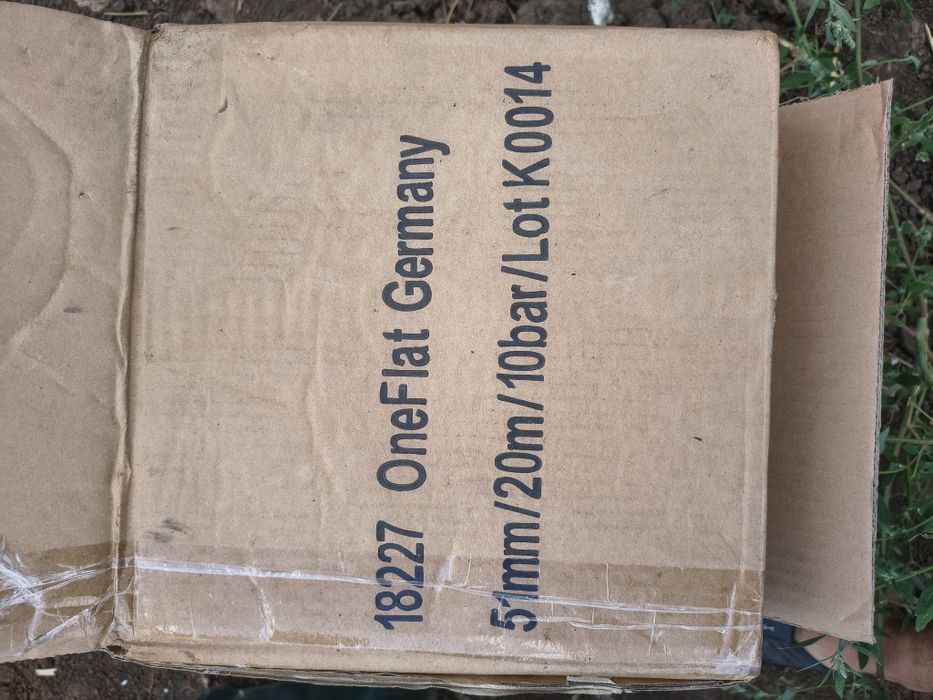 18227 OneFlat Germany
51mm/20m/10bar/Lot K0014